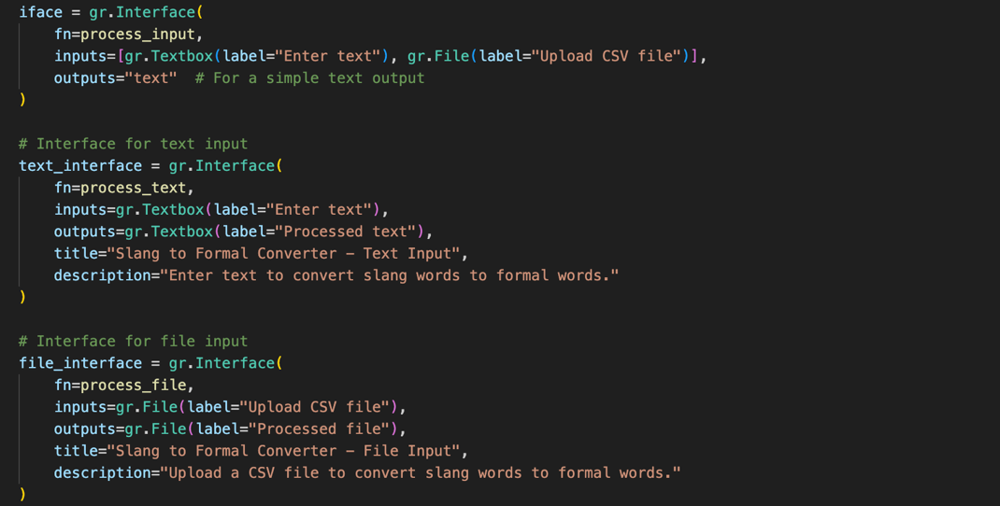 iface = gr.Interface(
    fn=process_input,
    inputs=[gr.Textbox(label="Enter text"), gr.File(label="Upload CSV file")],
    outputs="text"  # For a simple text output
)

# Interface for text input
text_interface = gr.Interface(
    fn=process_text,
    inputs=gr.Textbox(label="Enter text"),
    outputs=gr.Textbox(label="Processed text"),
    title="Slang to Formal Converter – Text Input",
    description="Enter text to convert slang words to formal words."
)

# Interface for file input
file_interface = gr.Interface(
    fn=process_file,
    inputs=gr.File(label="Upload CSV file"),
    outputs=gr.File(label="Processed file"),
    title="Slang to Formal Converter – File Input",
    description="Upload a CSV file to convert slang words to formal words."
)